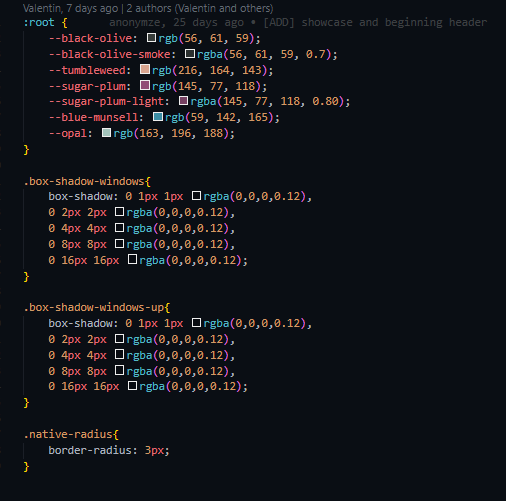 Valentin, 7 days ago | 2 authors (Valentin and others)
:root { anonymze, 25 days ago • [ADD] showcase and beginning header
--black-olive: rgb(56, 61, 59);
--black-olive-smoke: rgba(56, 61, 59, 0.7);
--tumbleweed: rgb(216, 164, 143);
--sugar-plum: rgb(145, 77, 118);
--sugar-plum-light: rgba(145, 77, 118, 0.80);
--blue-munsell: rgb(59, 142, 165);
--opal: rgb(163, 196, 188);
}
.box-shadow-windows{
box-shadow: 0 1px 1px rgba(0,0,0,0.12),
0 2px 2px rgba(0,0,0,0.12),
0 4px 4px rgba(0,0,0,0.12),
0 8px 8px rgba(0,0,0,0.12),
0 16px 16px rgba(0,0,0,0.12);
}
.box-shadow-windows-up{
box-shadow: 0 1px 1px rgba(0,0,0,0.12),
0 2px 2px rgba(0,0,0,0.12),
0 4px 4px rgba(0,0,0,0.12),
0 8px 8px rgba(0,0,0,0.12),
0 16px 16px rgba(0,0,0,0.12);
}
.native-radius{
border-radius: 3px;
}